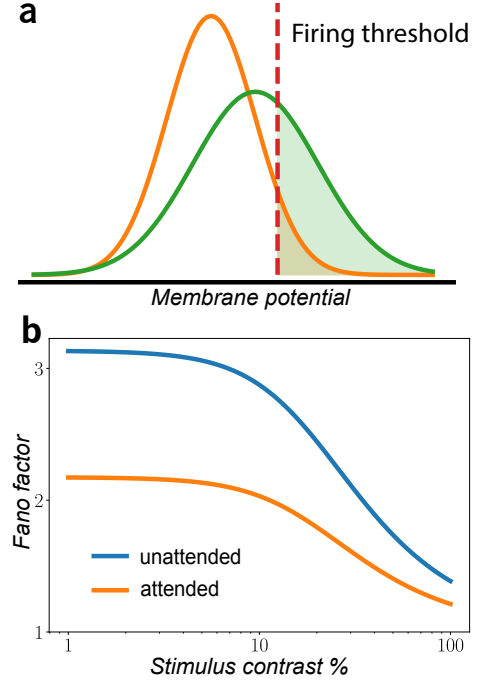 a
Firing threshold
Membrane potential
b
3
2
1
Fano factor
unattended
attended
1
10
100
Stimulus contrast %